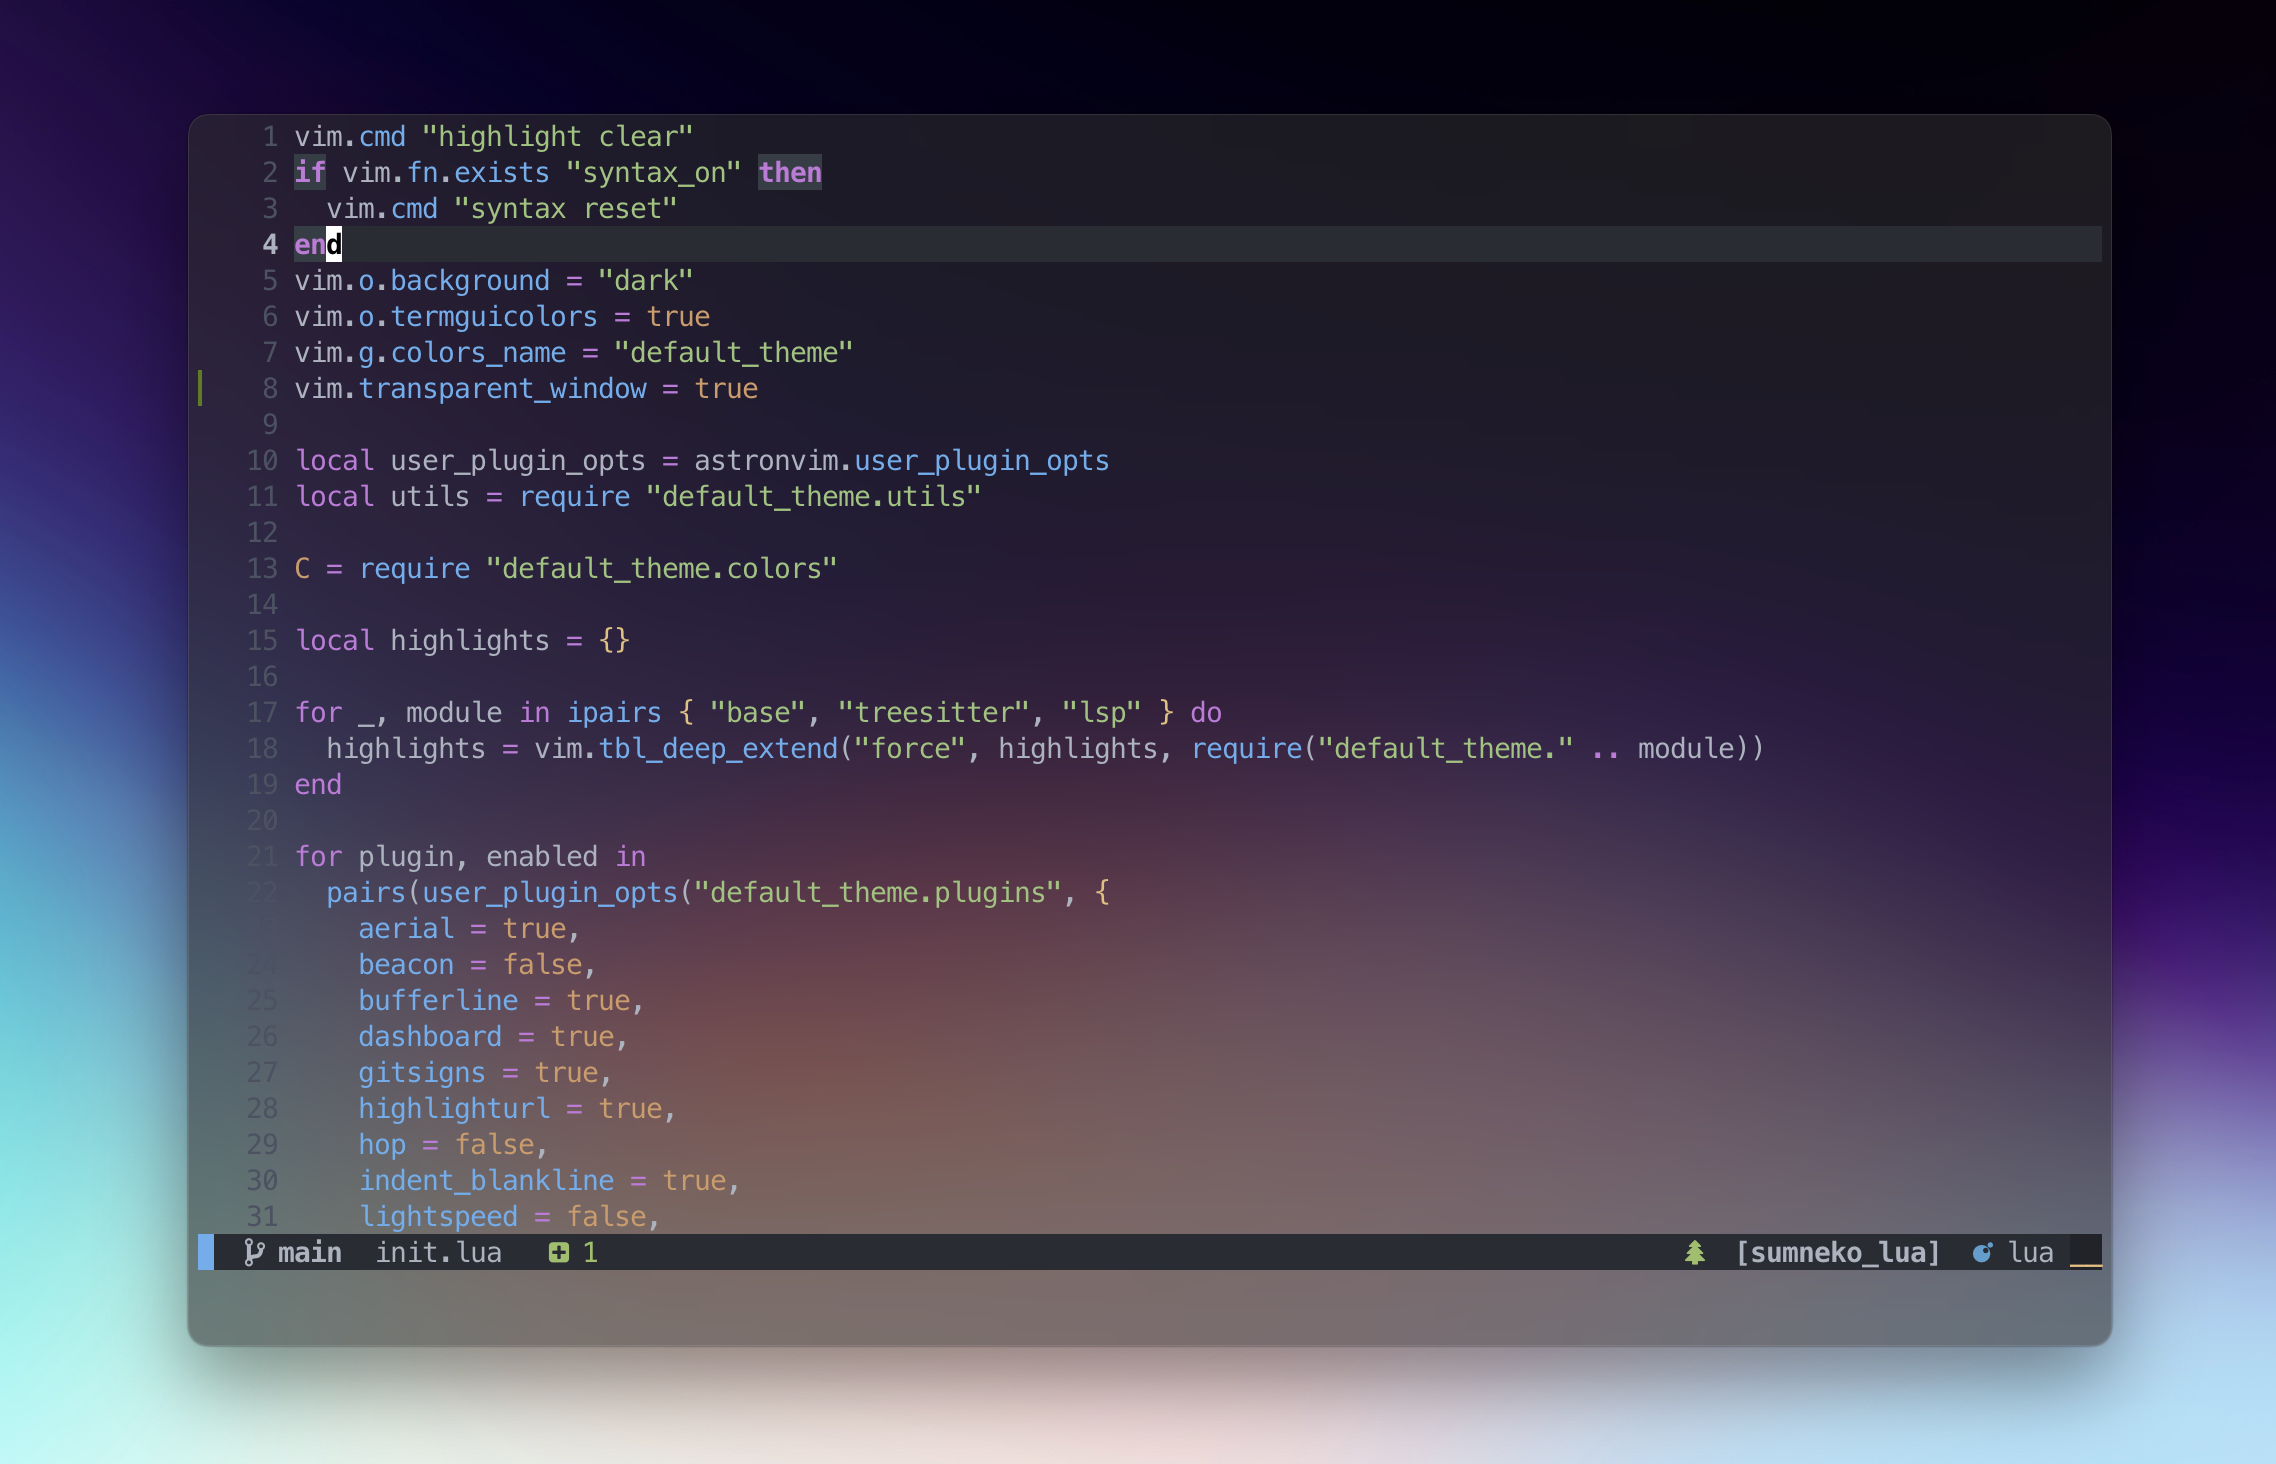 1 vim.cmd "highlight clear"
2 if vim.fn.exists "syntax_on" then
3   vim.cmd "syntax reset"
4 end
5 vim.o.background = "dark"
6 vim.o.termguicolors = true
7 vim.g.colors_name = "default_theme"
8 vim.transparent_window = true
9
10 local user_plugin_opts = astronvim.user_plugin_opts
11 local utils = require "default_theme.utils"
12
13 C = require "default_theme.colors"
14
15 local highlights = {}
16
17 for _, module in ipairs { "base", "treesitter", "lsp" } do
18   highlights = vim.tbl_deep_extend("force", highlights, require("default_theme." .. module))
19 end
20
21 for plugin, enabled in
22   pairs(user_plugin_opts("default_theme.plugins", {
    aerial = true,
24     beacon = false,
25     bufferline = true,
26     dashboard = true,
27     gitsigns = true,
28     highlighturl = true,
29     hop = false,
30     indent_blankline = true,
31     lightspeed = false,
main init.lua 1 [sumneko_lua] lua __